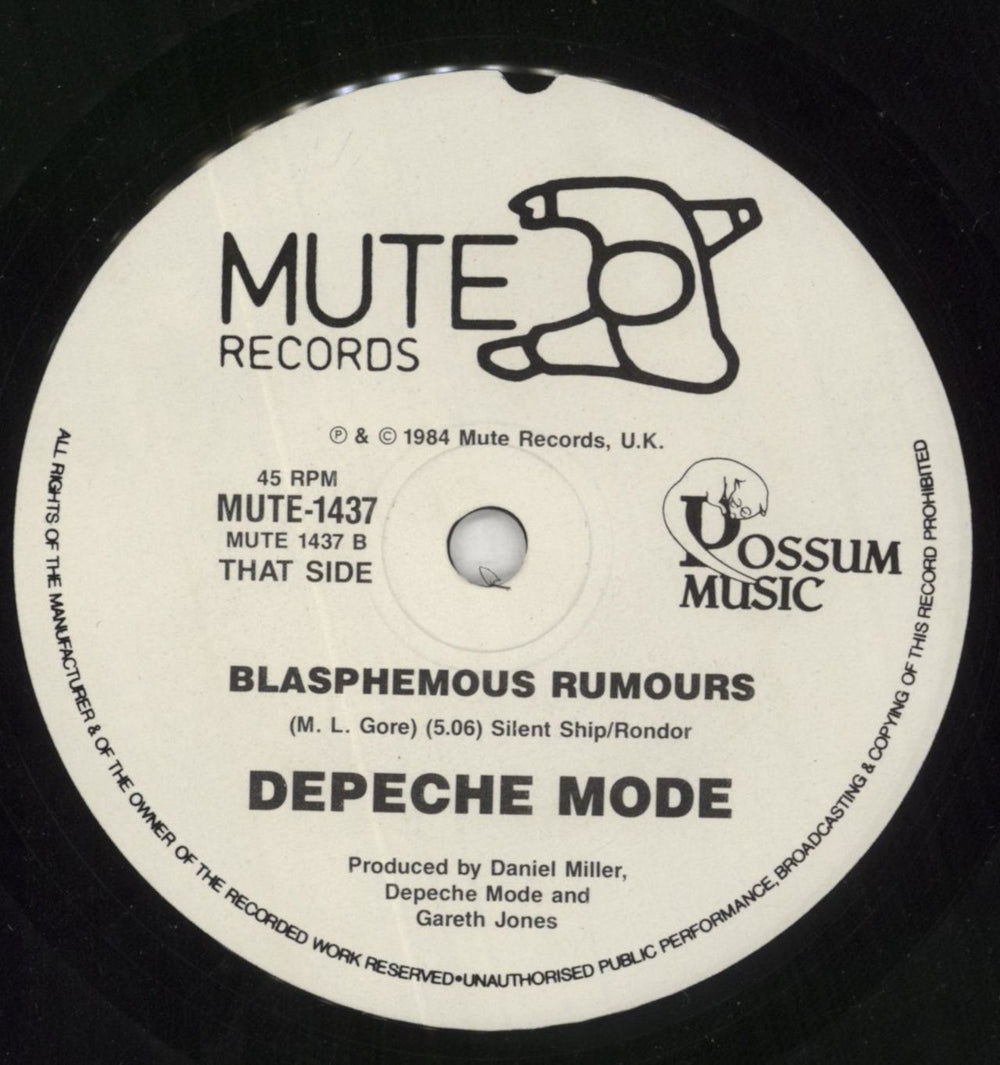 MUTE
RECORDS
℗ & © 1984 Mute Records, U.K.
45 RPM
MUTE-1437
MUTE 1437 B
THAT SIDE
POSSUM
MUSIC
BLASPHEMOUS RUMOURS
(M. L. Gore) (5.06) Silent Ship/Rondor
DEPECHE MODE
Produced by Daniel Miller,
Depeche Mode and
Gareth Jones
ALL RIGHTS OF THE MANUFACTURER & OF THE OWNER OF THE RECORDED WORK RESERVED•UNAUTHORISED PUBLIC PERFORMANCE, BROADCASTING & COPYING OF THIS RECORD PROHIBITED